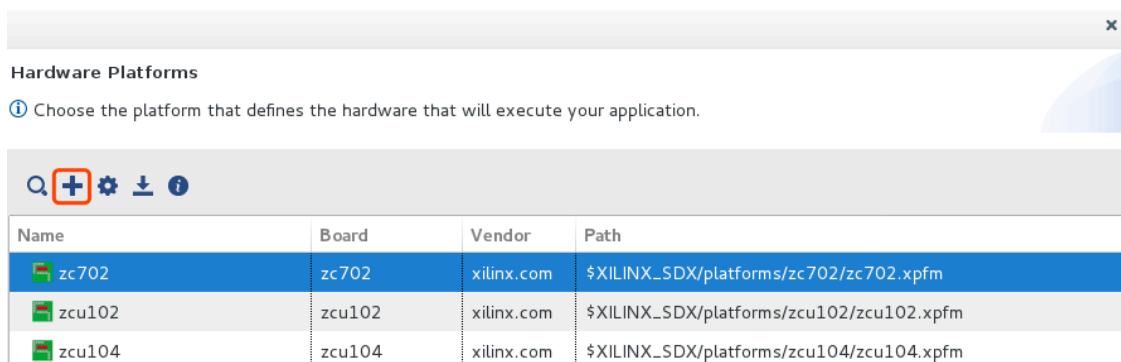 Hardware Platforms
Choose the platform that defines the hardware that will execute your application.
Name Board Vendor Path
zc702 zc702 xilinx.com $XILINX_SDX/platforms/zc702/zc702.xpfm
zcu102 zcu102 xilinx.com $XILINX_SDX/platforms/zcu102/zcu102.xpfm
zcu104 zcu104 xilinx.com $XILINX_SDX/platforms/zcu104/zcu104.xpfm